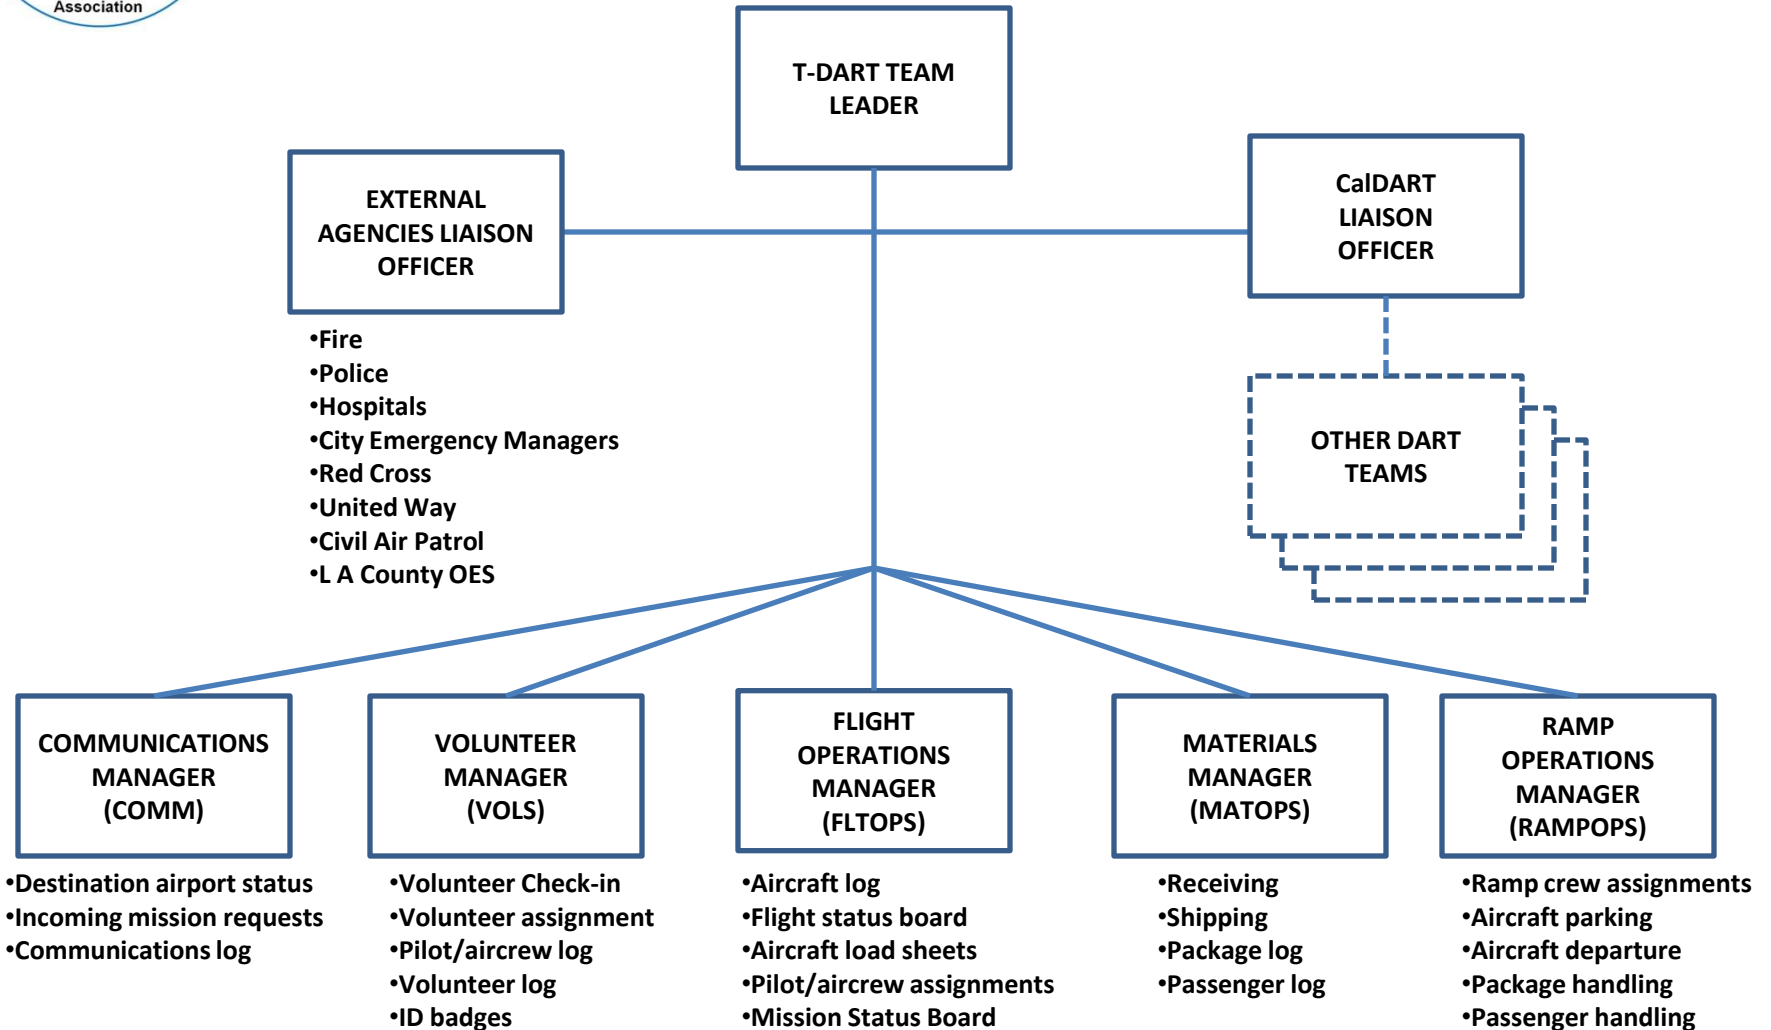 Association
T-DART TEAM
LEADER
EXTERNAL
AGENCIES LIAISON
OFFICER
•Fire
•Police
•Hospitals
•City Emergency Managers
•Red Cross
•United Way
•Civil Air Patrol
•L A County OES
CalDART
LIAISON
OFFICER
OTHER DART
TEAMS
COMMUNICATIONS
MANAGER
(COMM)
•Destination airport status
•Incoming mission requests
•Communications log
VOLUNTEER
MANAGER
(VOLS)
•Volunteer Check-in
•Volunteer assignment
•Pilot/aircrew log
•Volunteer log
•ID badges
FLIGHT
OPERATIONS
MANAGER
(FLTOPS)
•Aircraft log
•Flight status board
•Aircraft load sheets
•Pilot/aircrew assignments
•Mission Status Board
MATERIALS
MANAGER
(MATOPS)
•Receiving
•Shipping
•Package log
•Passenger log
RAMP
OPERATIONS
MANAGER
(RAMPOPS)
•Ramp crew assignments
•Aircraft parking
•Aircraft departure
•Package handling
•Passenger handling